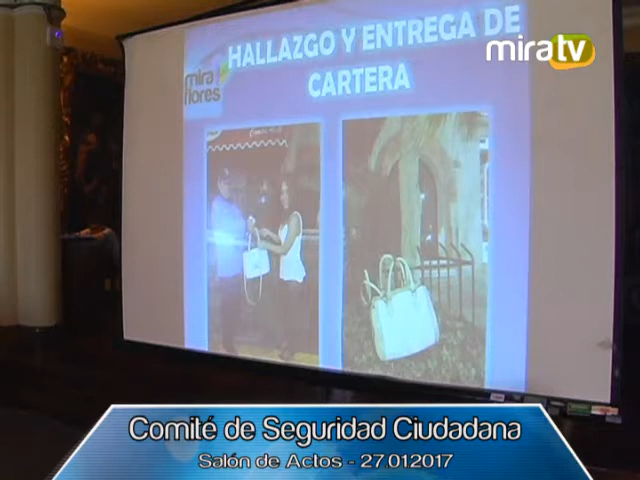 HALLAZGO Y ENTREGA DE
CARTERA
miratv
mira
flores
Comité de Seguridad Ciudadana
Salón de Actos - 27.012017